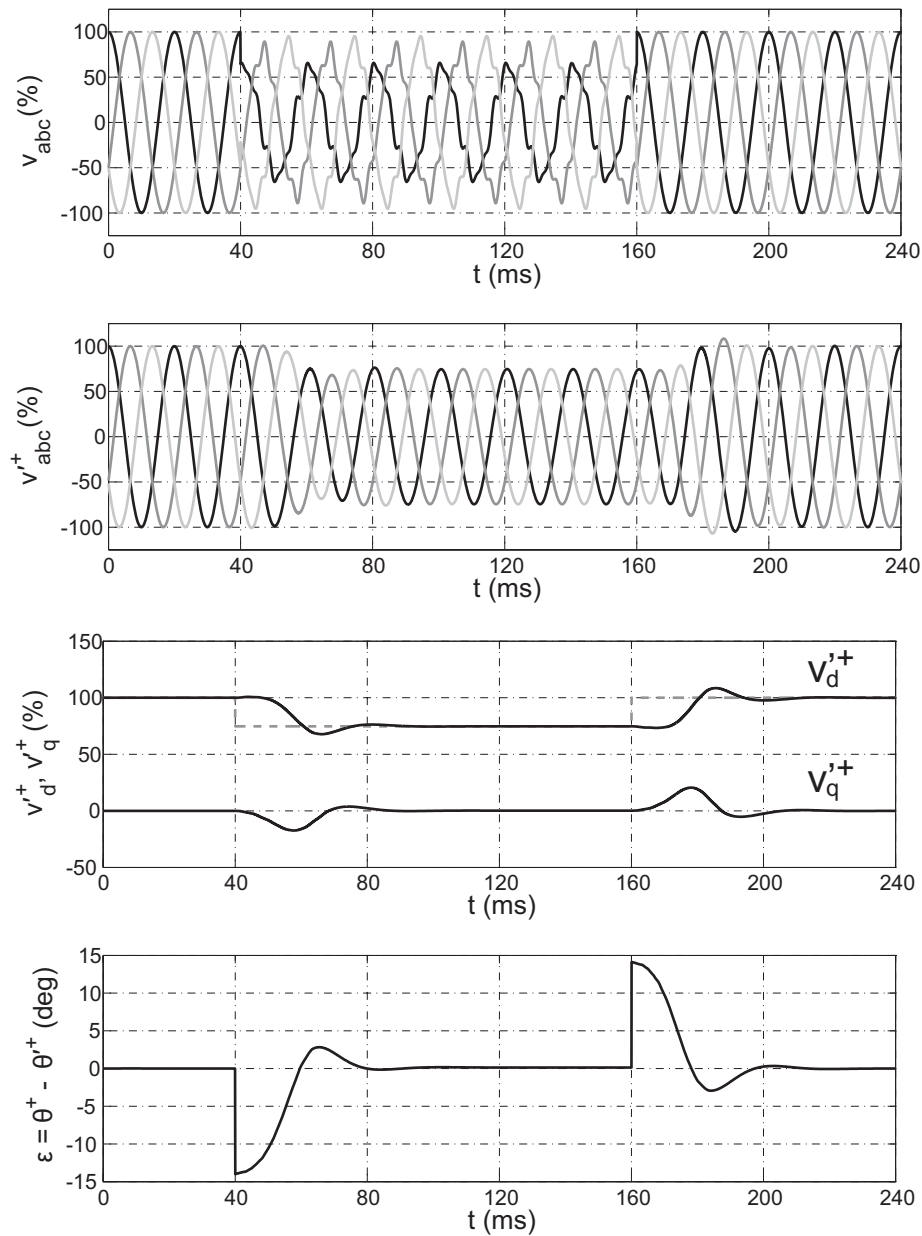 100
50
0
-50
-100
v_abc (%)
0 40 80 120 160 200 240
t (ms)
100
50
0
-50
-100
v'^+_abc (%)
0 40 80 120 160 200 240
t (ms)
150
100
50
0
-50
v'^+_d, v'^+_q (%)
v'^+_d
v'^+_q
0 40 80 120 160 200 240
t (ms)
15
10
5
0
-5
-10
-15
ε = θ^+ - θ'^+ (deg)
0 40 80 120 160 200 240
t (ms)